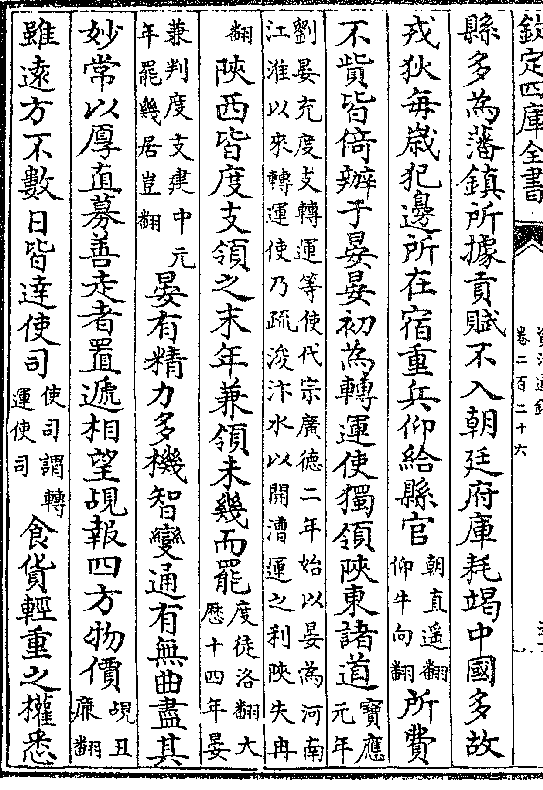 欽定四庫全書
資治通鑑
卷二百二十六
縣多為藩鎮所據貢賦不入朝廷府庫耗竭中國多故
戎狄每歲犯邊所在宿重兵仰給縣官朝直遥翻仰牛向翻所費
不貲皆倚辦于晏晏初為轉運使獨領陜東諸道寶應元年
劉晏充度支轉運等使代宗廣德二年始以晏為河南
江淮以來轉運使乃疏浚汴水以開漕運之利陜失冉
翻陜西皆度支領之末年兼領未幾而罷度徒洛翻大厯十四年晏
兼判度支建中元年罷幾居豈翻晏有精力多機智變通有無曲盡其
妙常以厚直募善走者置遞相望覘報四方物價覘丑亷翻
雖遠方不數日皆達使司使司謂轉運使司食貨輕重之權悉